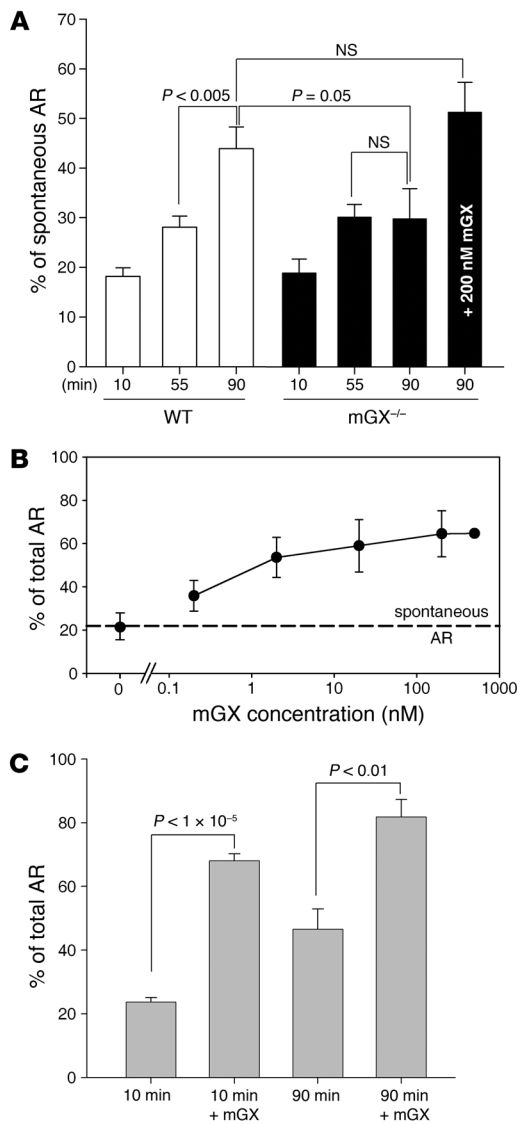 A
% of spontaneous AR
70
60
50
40
30
20
10
0
NS
P < 0.005
P = 0.05
NS
+ 200 nM mGX
(min) 10 55 90 10 55 90 90
WT mGX–/–
B
% of total AR
100
80
60
40
20
0
spontaneous
AR
0 0.1 1 10 100 1000
mGX concentration (nM)
C
% of total AR
100
80
60
40
20
0
P < 1 × 10–5
P < 0.01
10 min 10 min 90 min 90 min
+ mGX + mGX